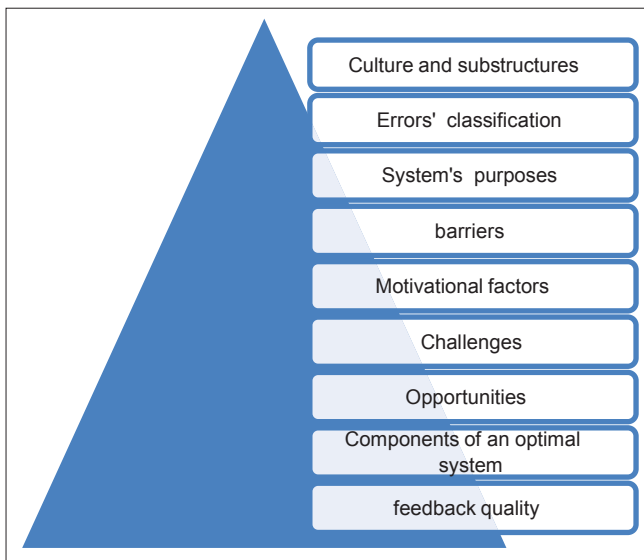 Culture and substructures
Errors' classification
System's purposes
barriers
Motivational factors
Challenges
Opportunities
Components of an optimal
system
feedback quality